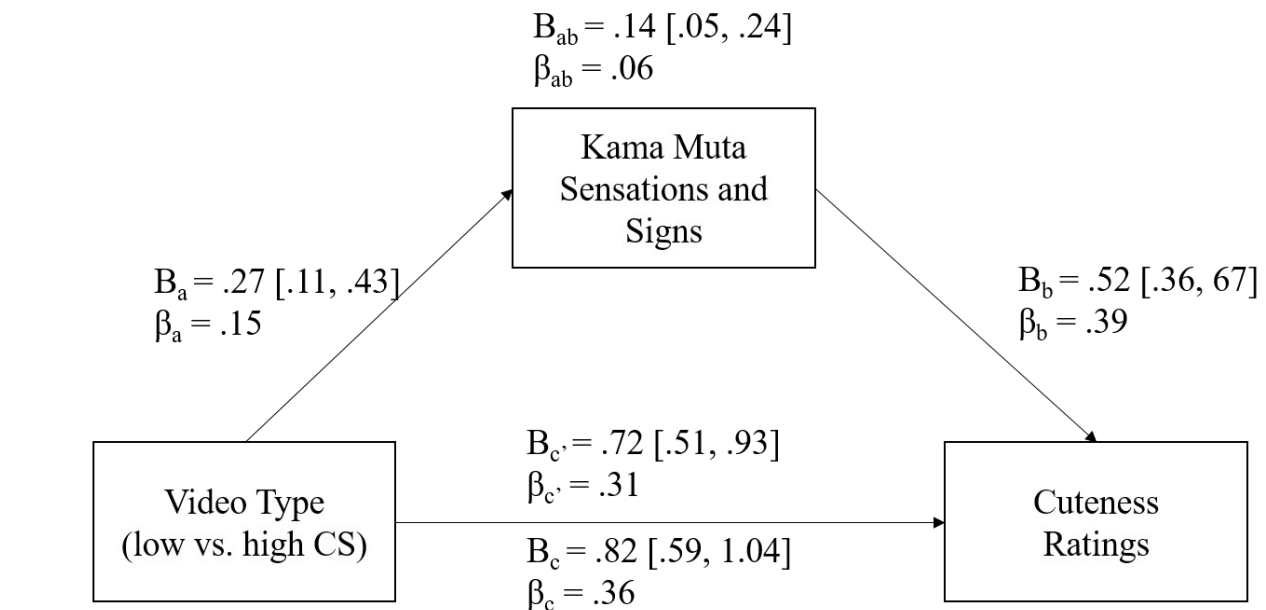 Bab = .14 [.05, .24]
βab = .06
Kama Muta
Sensations and
Signs
Ba = .27 [.11, .43]
βa = .15
Bb = .52 [.36, 67]
βb = .39
Bc’ = .72 [.51, .93]
βc’ = .31
Video Type
(low vs. high CS)
Cuteness
Ratings
Bc = .82 [.59, 1.04]
βc = .36